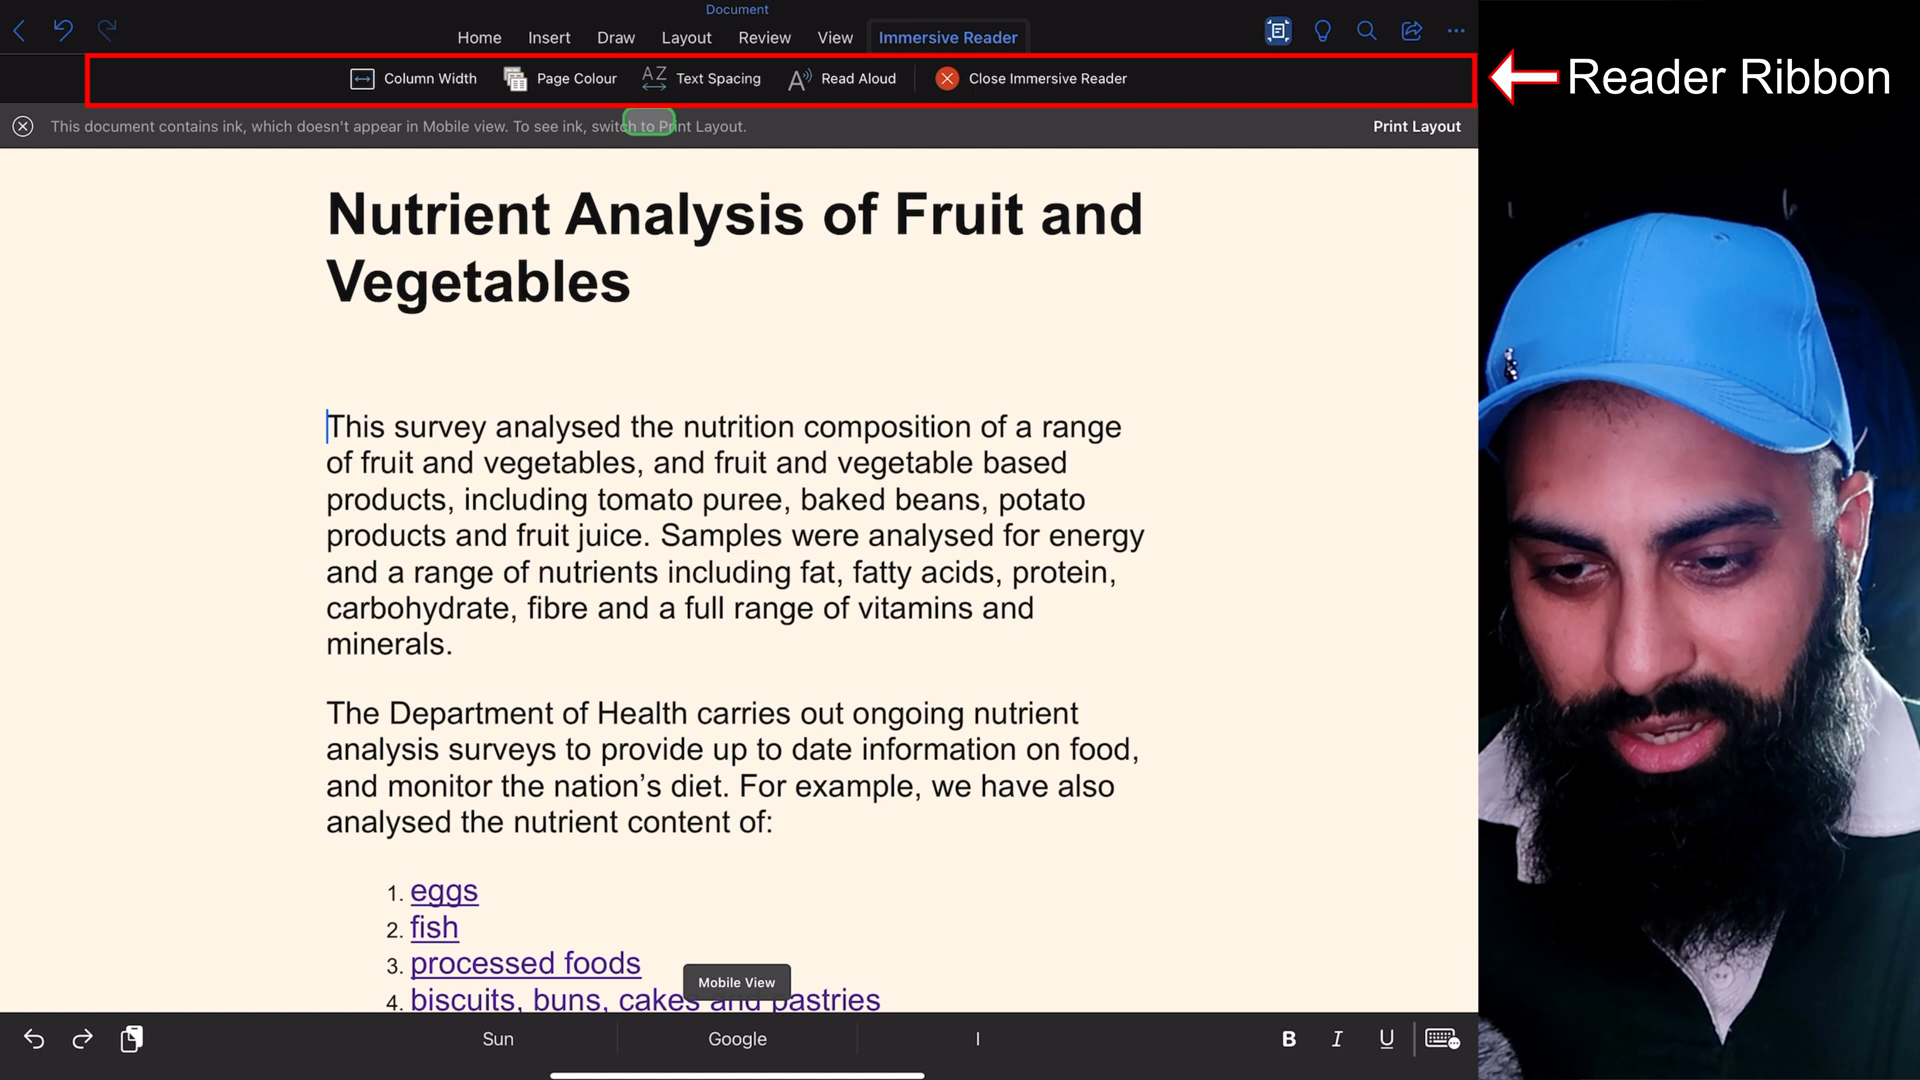 Document
Home Insert Draw Layout Review View Immersive Reader
Column Width Page Colour AZ Text Spacing A Read Aloud Close Immersive Reader
Reader Ribbon
This document contains ink, which doesn't appear in Mobile view. To see ink, switch to Print Layout. Print Layout
Nutrient Analysis of Fruit and
Vegetables
This survey analysed the nutrition composition of a range
of fruit and vegetables, and fruit and vegetable based
products, including tomato puree, baked beans, potato
products and fruit juice. Samples were analysed for energy
and a range of nutrients including fat, fatty acids, protein,
carbohydrate, fibre and a full range of vitamins and
minerals.
The Department of Health carries out ongoing nutrient
analysis surveys to provide up to date information on food,
and monitor the nation’s diet. For example, we have also
analysed the nutrient content of:
1. eggs
2. fish
3. processed foods
Mobile View
4. biscuits, buns, cakes and pastries
Sun Google I B I U